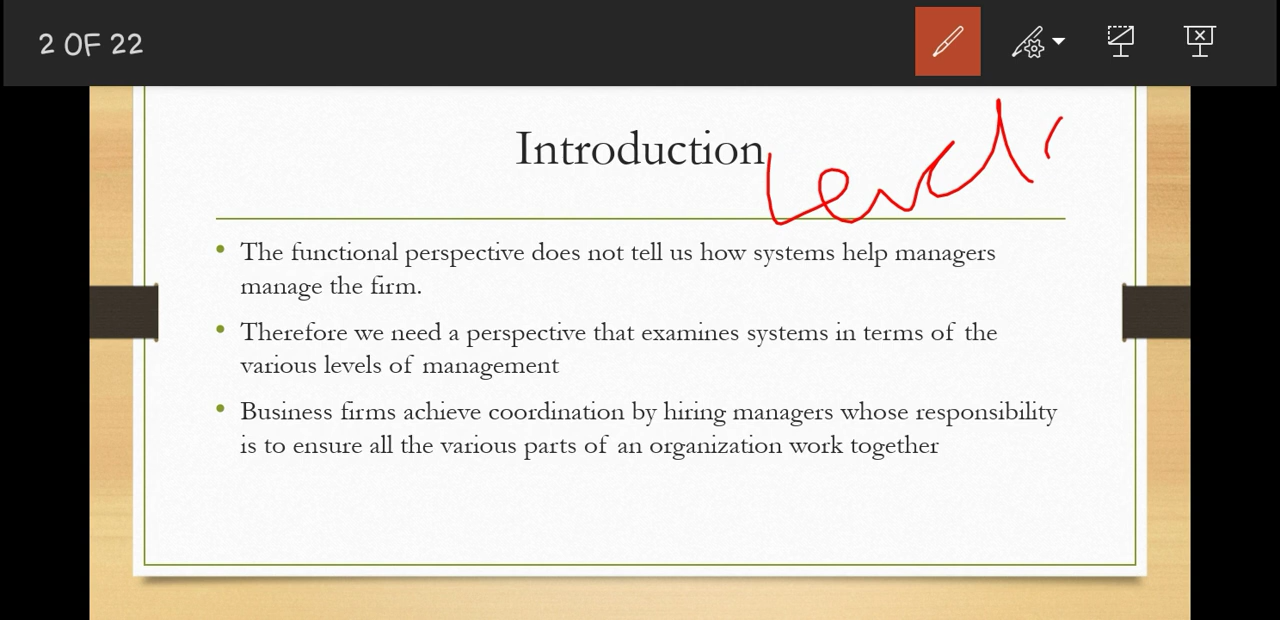 2 OF 22
Introduction
The functional perspective does not tell us how systems help managers
manage the firm.
Therefore we need a perspective that examines systems in terms of the
various levels of management
Business firms achieve coordination by hiring managers whose responsibility
is to ensure all the various parts of an organization work together